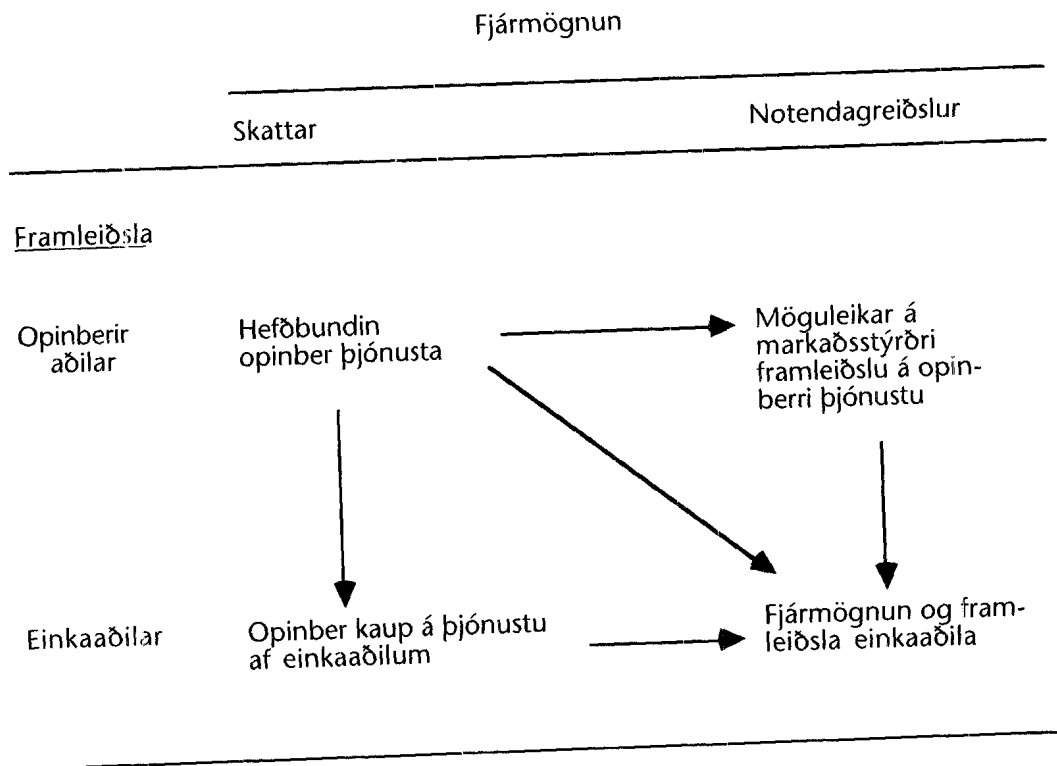 Fjármögnun
Skattar
Notendagreiðslur
Framleiðsla
Opinberir
aðilar
Hefðbundin
opinber þjónusta
Möguleikar á
markaðsstýrðri
framleiðslu á opin-
berri þjónustu
Einkaaðilar
Opinber kaup á þjónustu
af einkaaðilum
Fjármögnun og fram-
leiðsla einkaaðila